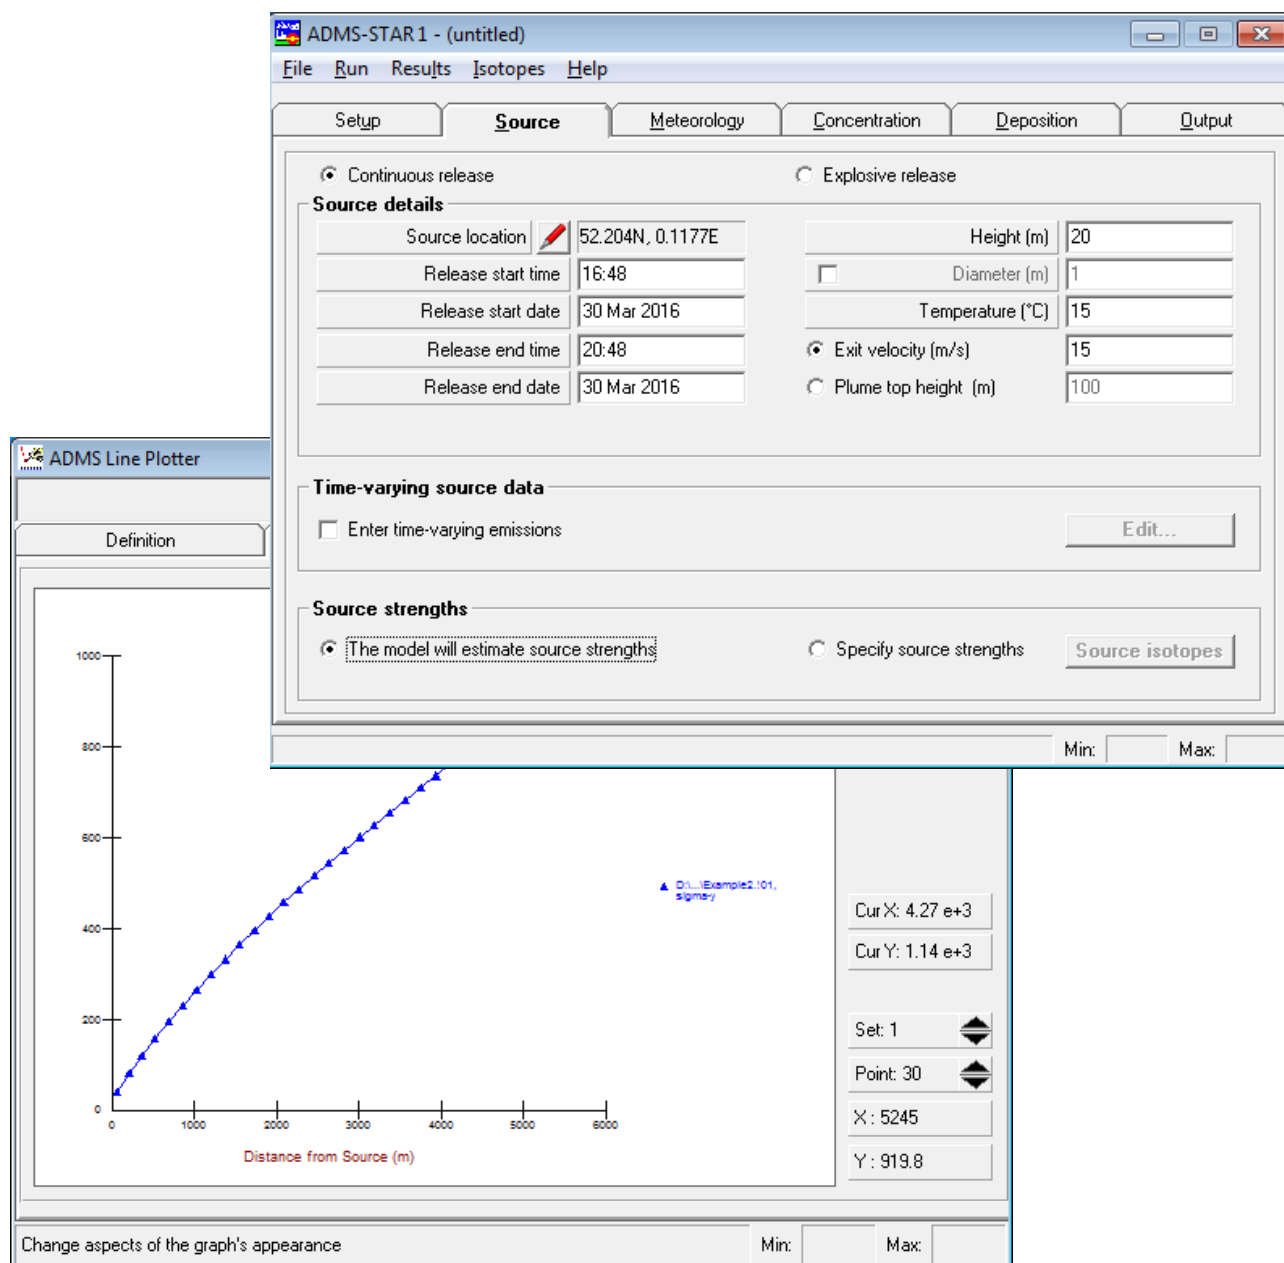 ADMS-STAR 1 - (untitled)
File Run Results Isotopes Help
Setup Source Meteorology Concentration Deposition Output
Continuous release Explosive release
Source details
Source location 52.204N, 0.1177E Height (m) 20
Release start time 16:48 Diameter (m) 1
Release start date 30 Mar 2016 Temperature (°C) 15
Release end time 20:48 Exit velocity (m/s) 15
Release end date 30 Mar 2016 Plume top height (m) 100
Time-varying source data
Enter time-varying emissions Edit...
Source strengths
The model will estimate source strengths Specify source strengths Source isotopes
Min: Max:
ADMS Line Plotter
Definition
1000
800
600
400
200
0
0 1000 2000 3000 4000 5000 6000
Distance from Source (m)
D:\...\Example2.!01,
sigma-y
Cur X: 4.27 e+3
Cur Y: 1.14 e+3
Set: 1
Point: 30
X : 5245
Y : 919.8
Change aspects of the graph's appearance Min: Max: